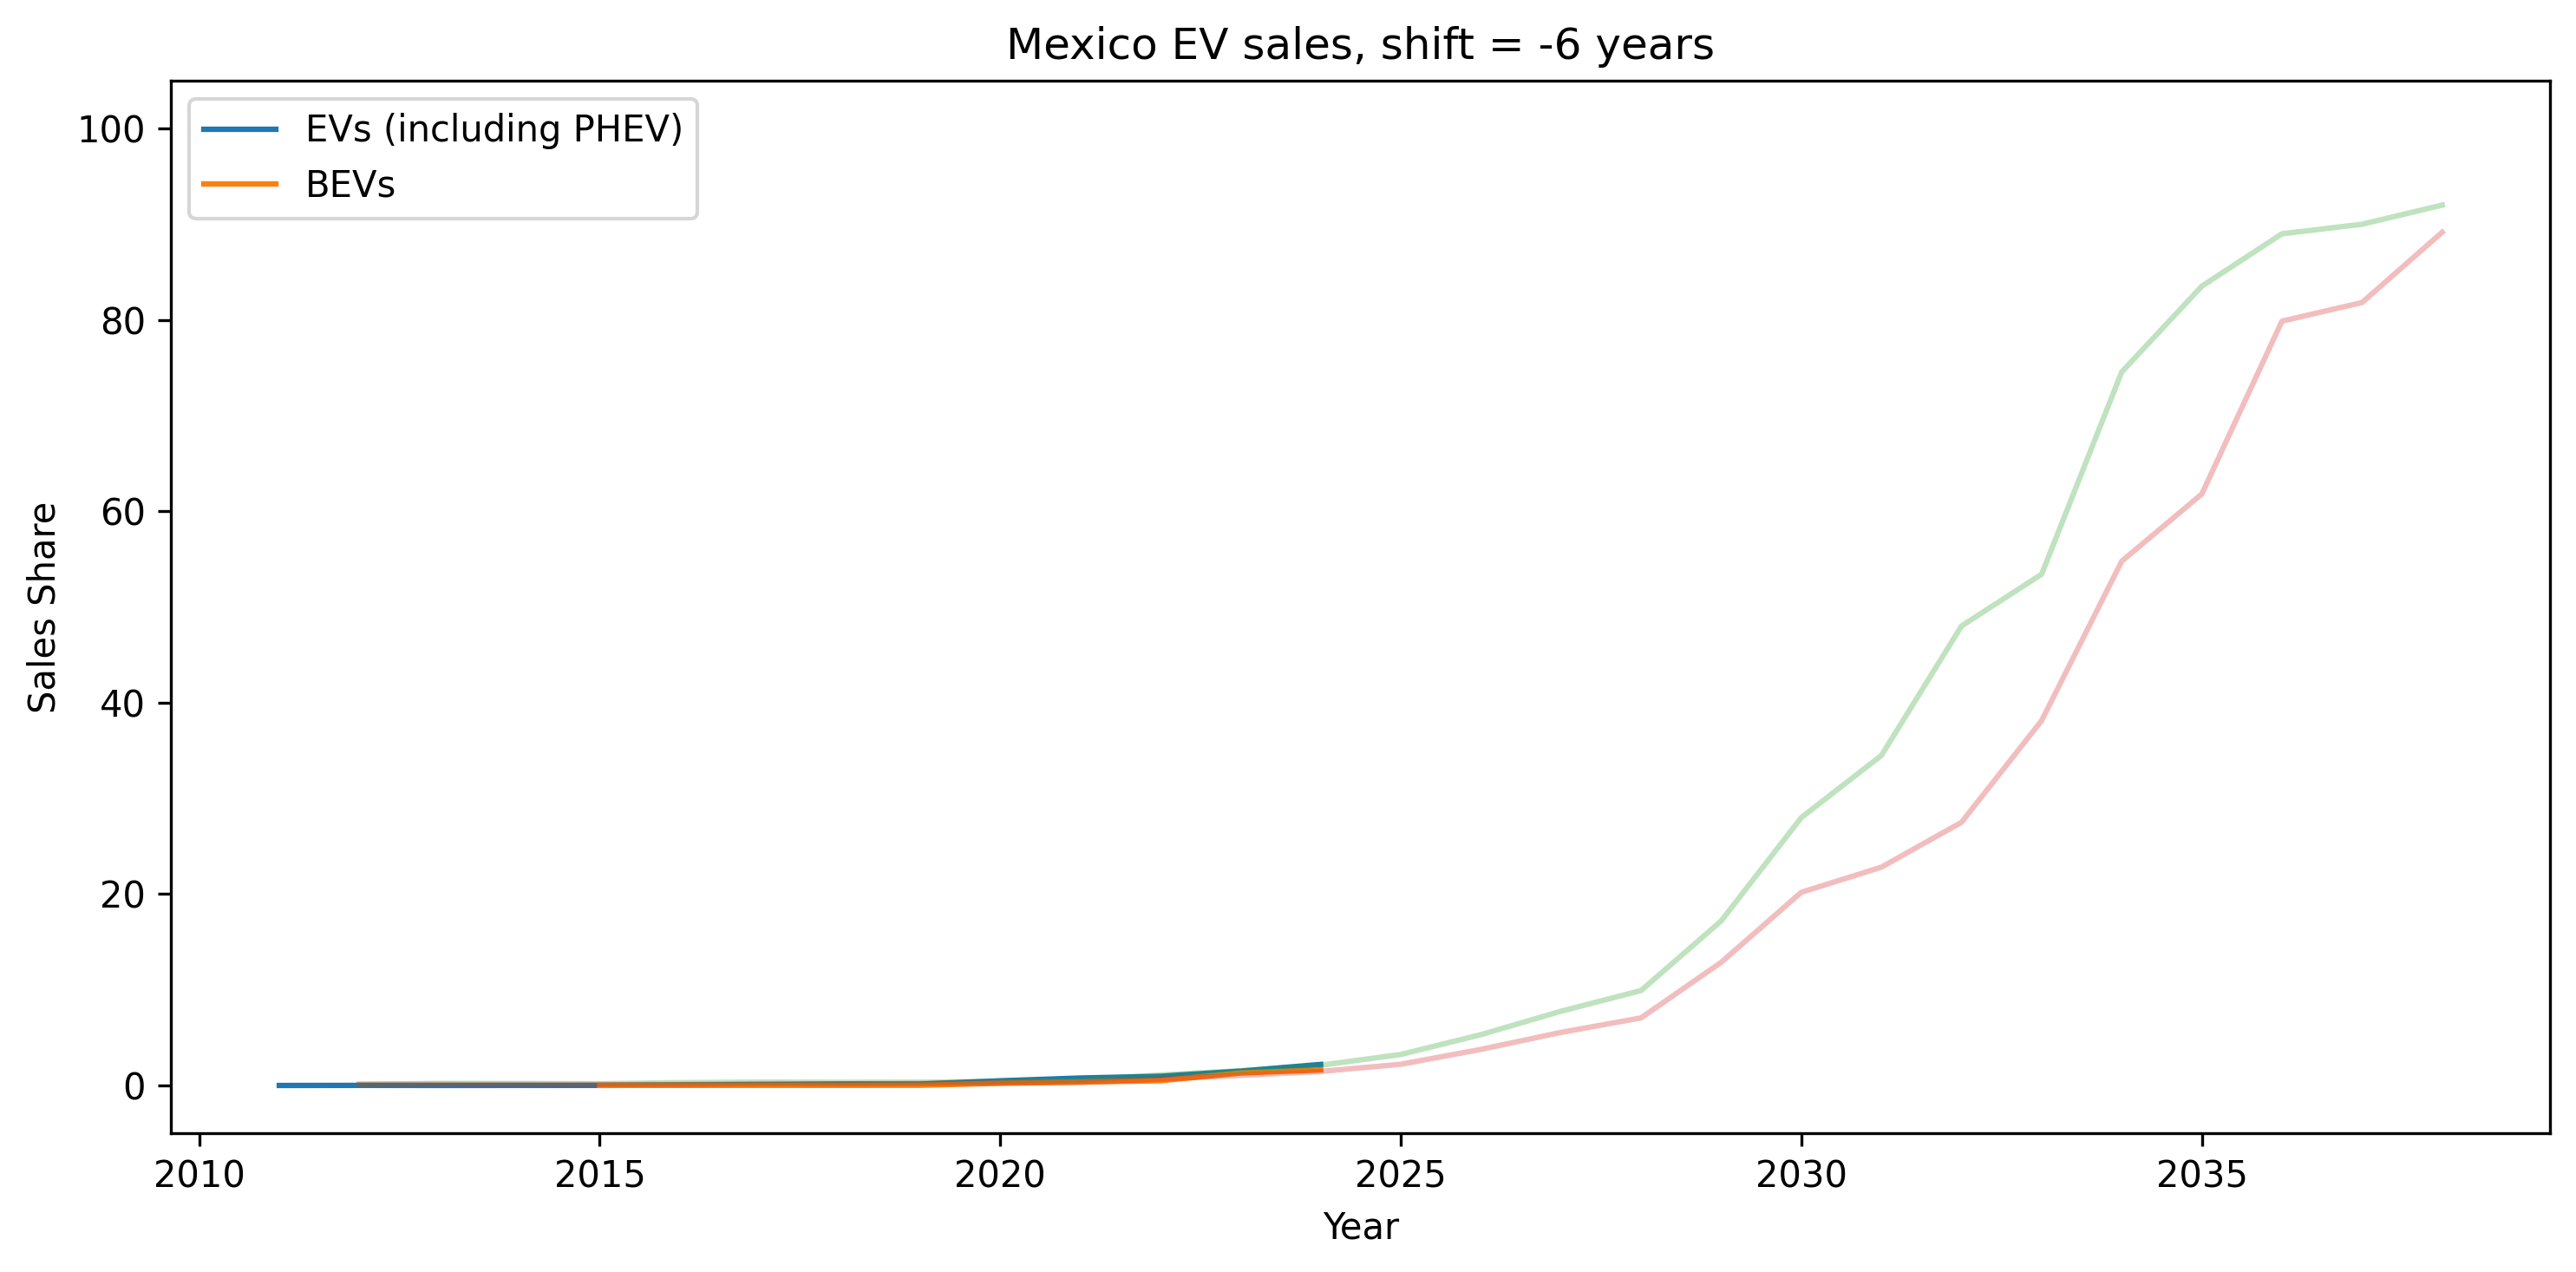 Mexico EV sales, shift = -6 years
EVs (including PHEV)
BEVs
100
80
60
40
20
0
Sales Share
2010 2015 2020 2025 2030 2035
Year